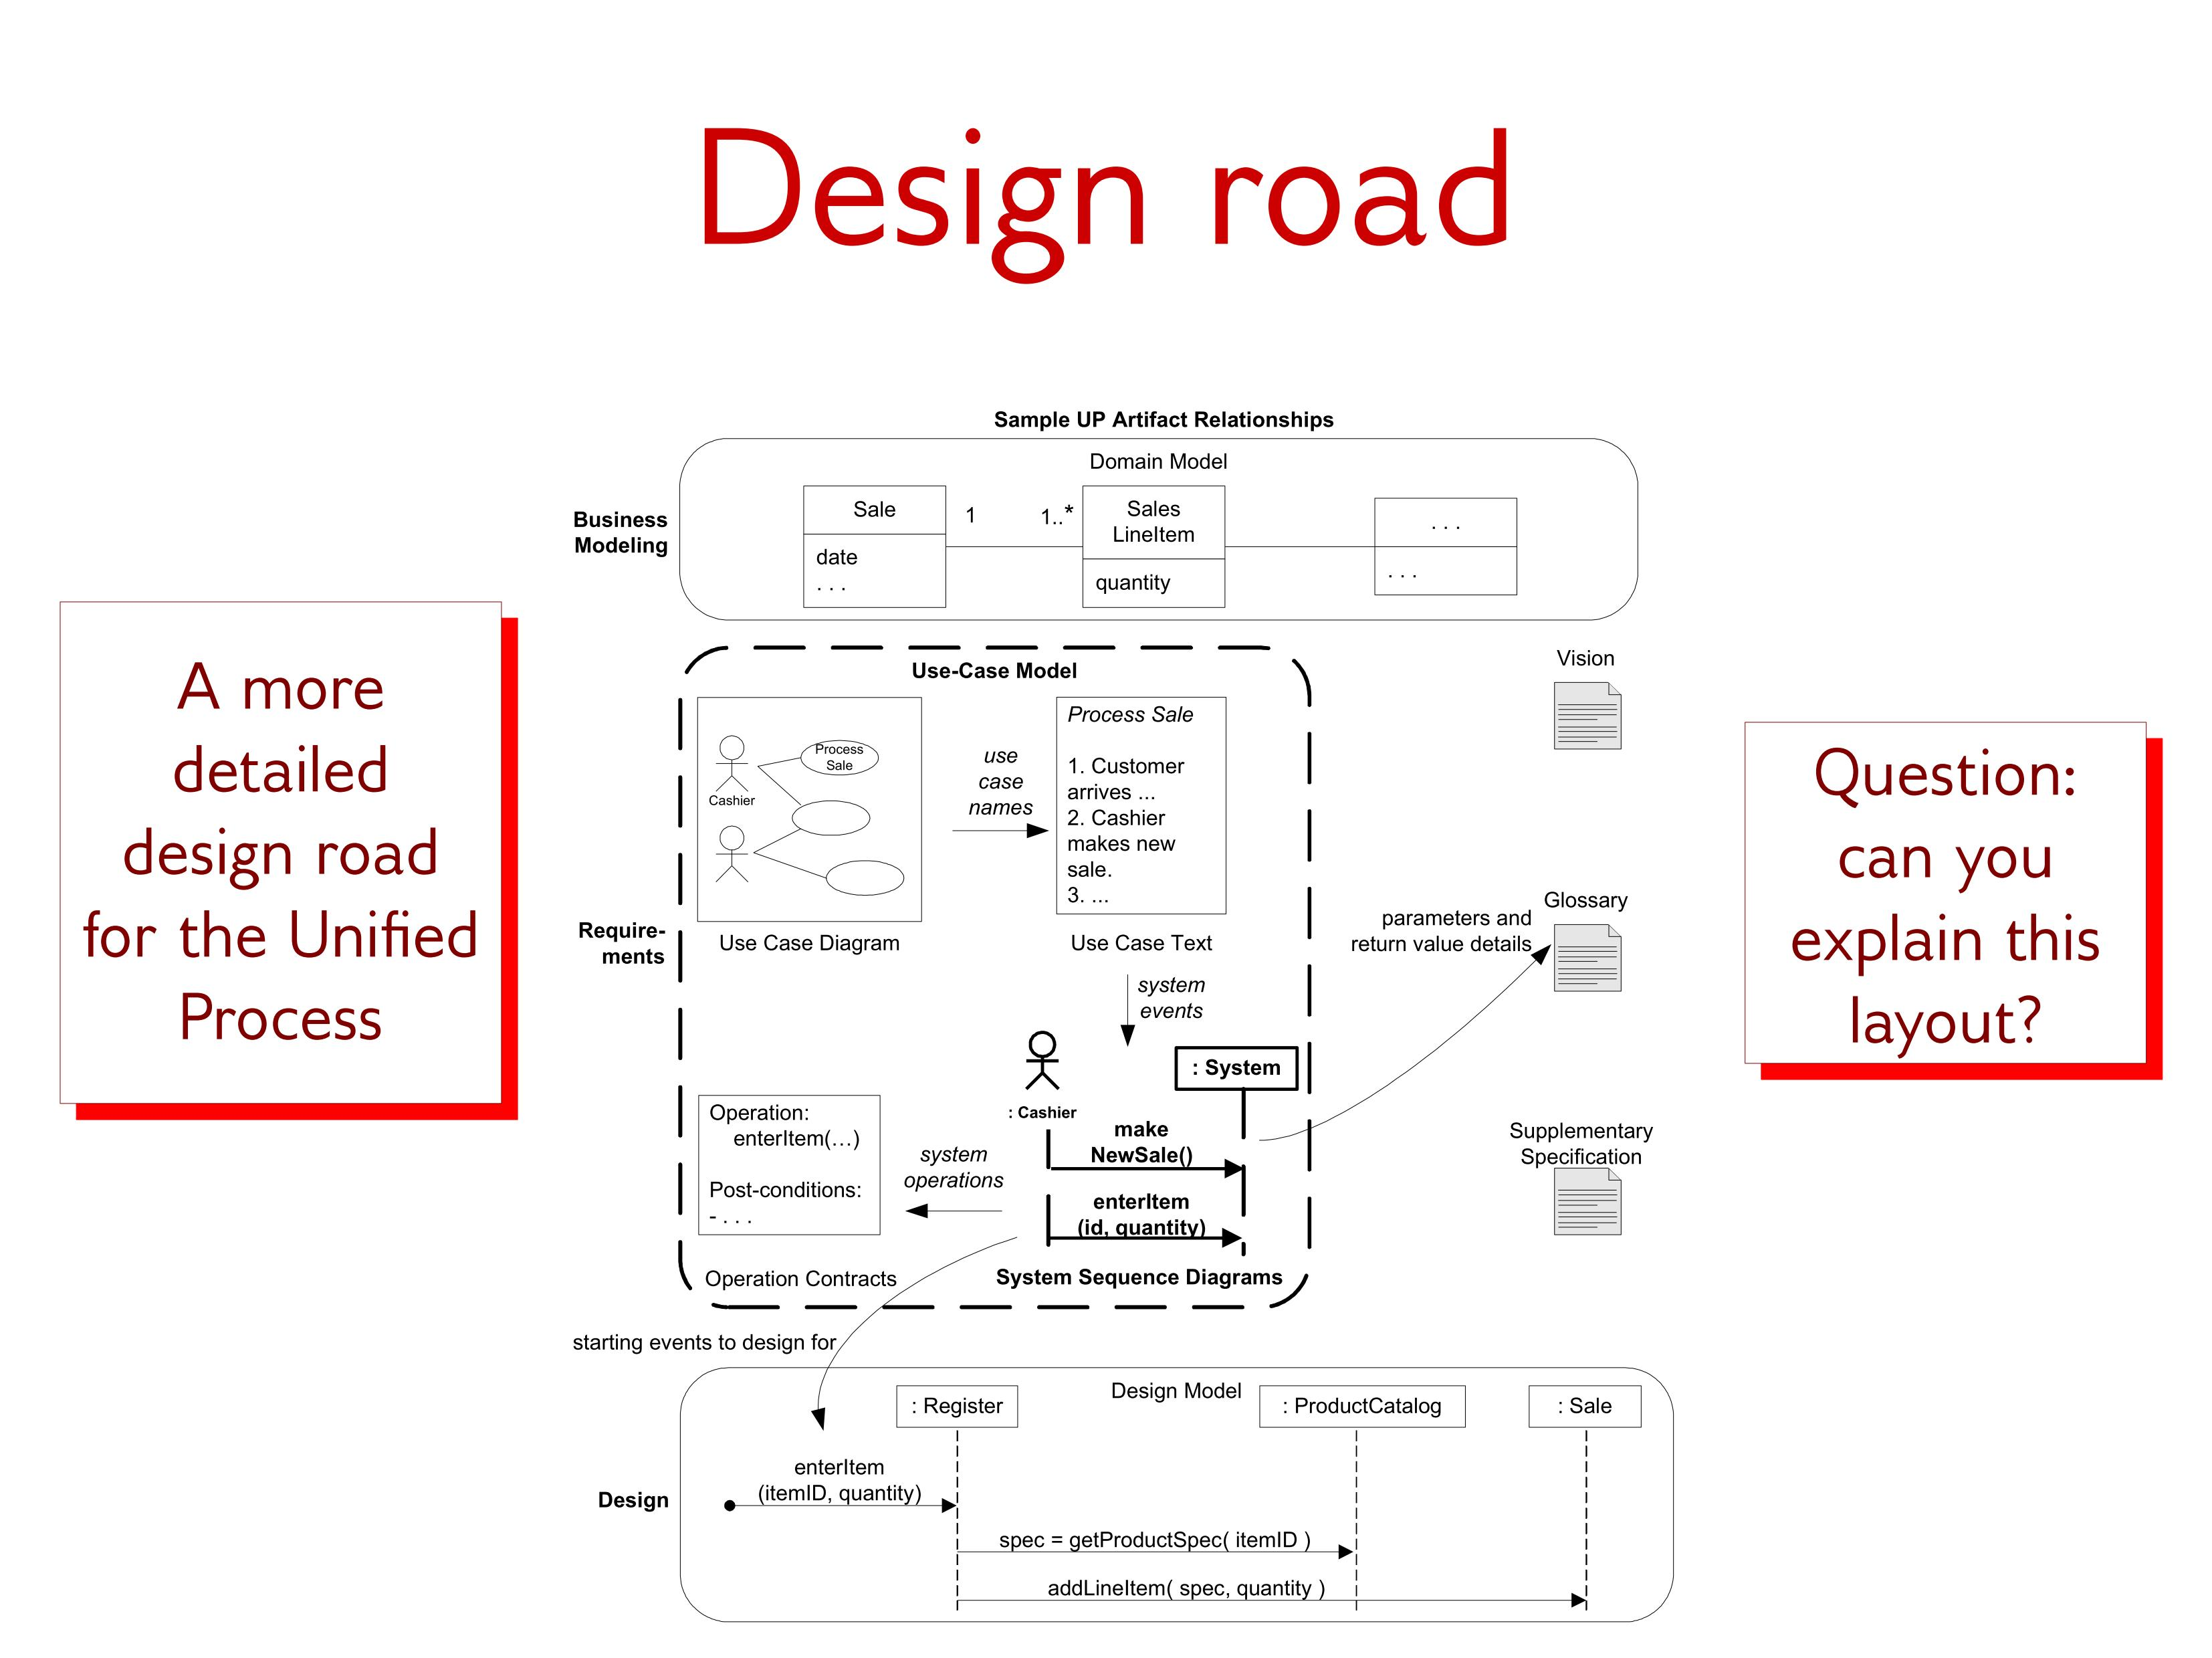 Design road
A more
detailed
design road
for the Unified
Process
Sample UP Artifact Relationships
Domain Model
Business
Modeling
Sale
date
. . .
1
1..*
Sales
LineItem
quantity
. . .
. . .
Require-
ments
Use-Case Model
Cashier
Process
Sale
Use Case Diagram
use
case
names
Process Sale
1. Customer
arrives ...
2. Cashier
makes new
sale.
3. ...
Use Case Text
system
events
: Cashier
: System
make
NewSale()
enterItem
(id, quantity)
System Sequence Diagrams
system
operations
Operation:
enterItem(…)
Post-conditions:
- . . .
Operation Contracts
Vision
parameters and
return value details
Glossary
Supplementary
Specification
starting events to design for
Design
Design Model
: Register
: ProductCatalog
: Sale
enterItem
(itemID, quantity)
spec = getProductSpec( itemID )
addLineItem( spec, quantity )
Question:
can you
explain this
layout?